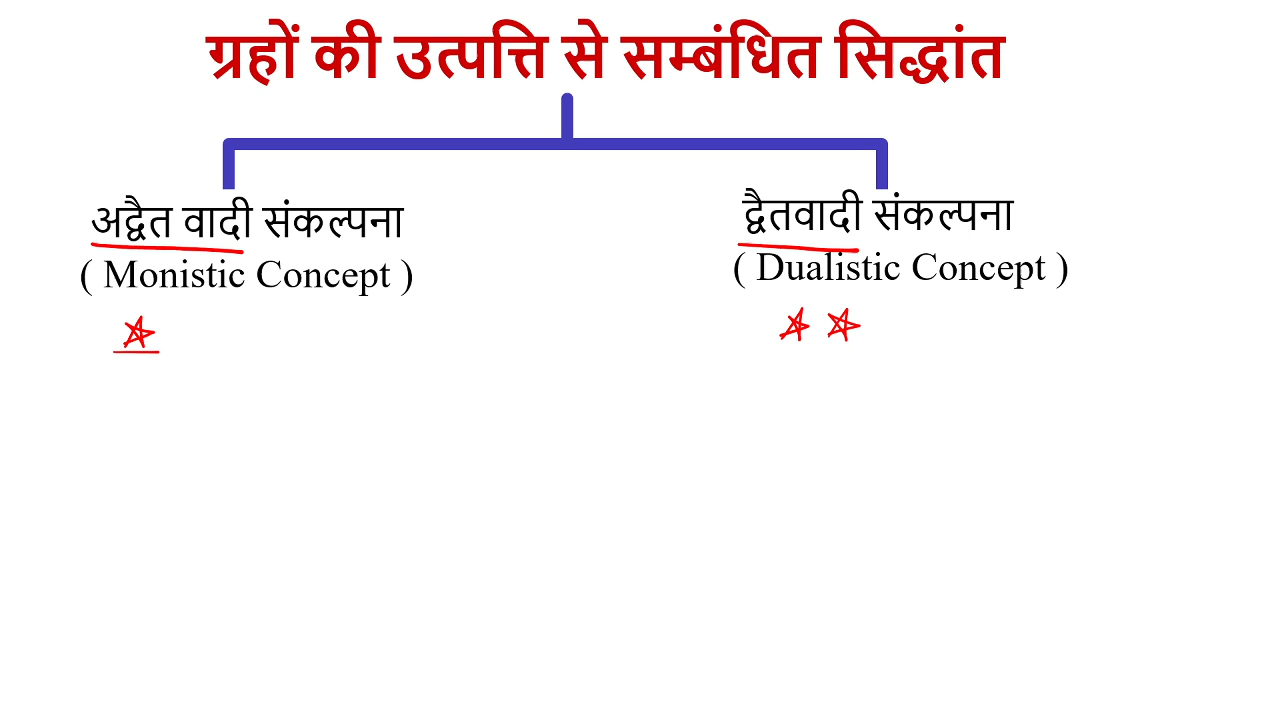 ग्रहों की उत्पत्ति से सम्बंधित सिद्धांत
अद्वैत वादी संकल्पना
( Monistic Concept )
द्वैतवादी संकल्पना
( Dualistic Concept )